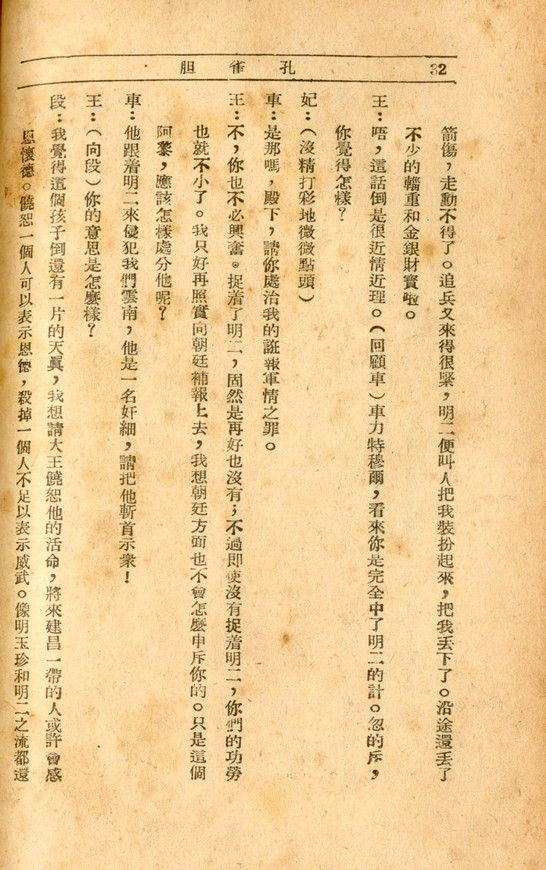 孔雀胆
32
箭傷，走動不得了。追兵又來得很緊，明二便叫人把我裝扮起來，把我丟下了。沿途還丟了
不少的輜重和金銀財寶啦。
王：唔，這話倒是很近情近理。（回顧車）車力特穆爾，看來你是完全中了明二的計。忽的斥，
你覺得怎樣？
妃：（沒精打彩地微微點頭）
車：是那嗎，殿下，請你處治我的誑報軍情之罪。
王：不，你也不必興奮。捉着了明二，固然是再好也沒有；不過即使沒有捉着明二，你們的功勞
也就不小了。我只好再照實向朝廷補報上去，我想朝廷方面也不會怎麼申斥你的。只是這個
阿黎，應該怎樣處分他呢？
車：他跟着明二來侵犯我們雲南，他是一名奸細，請把他斬首示衆！
王：（向段）你的意思是怎麼樣？
段：我覺得這個孩子倒還有一片的天眞，我想請大王饒恕他的活命，將來建昌一帶的人或許會感
恩懷德。饒恕一個人可以表示恩德，殺掉一個人不足以表示威武。像明玉珍和明二之流都還